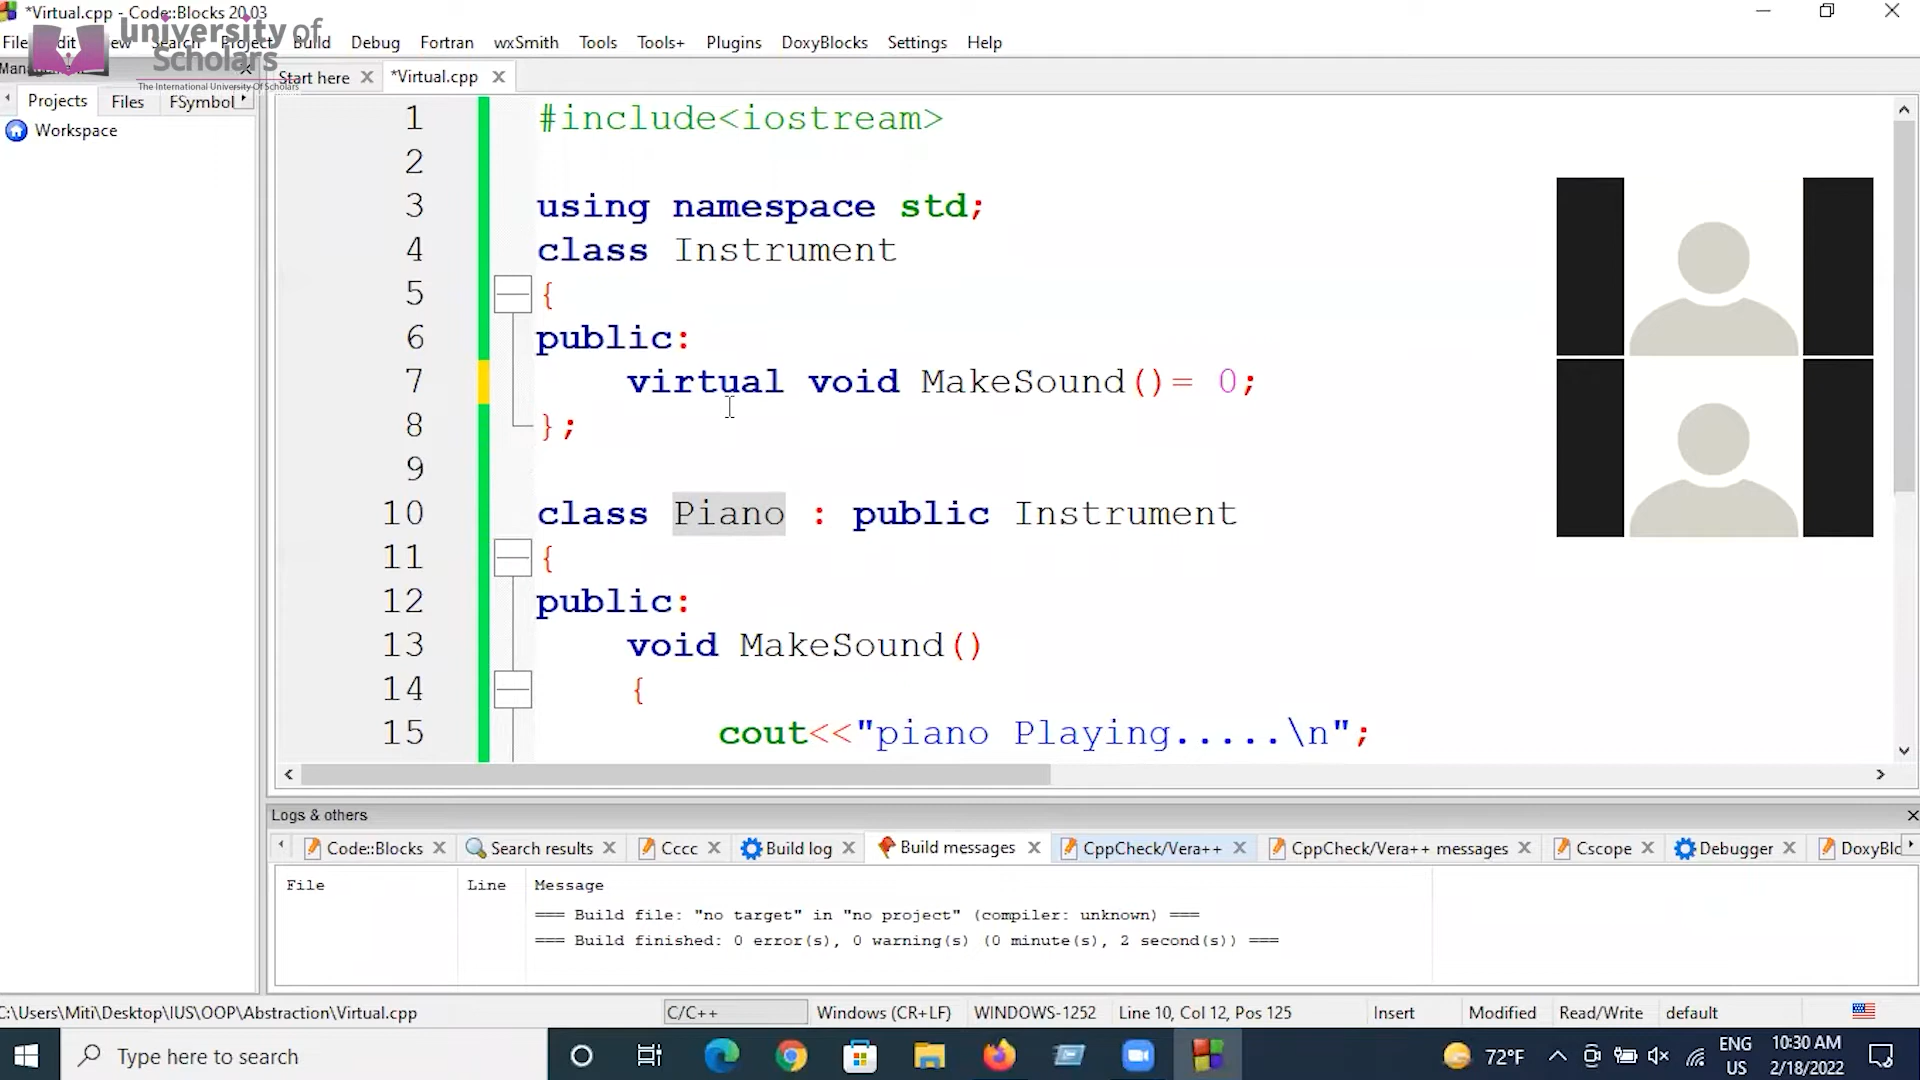 *Virtual.cpp - Code::Blocks 20.03
University of
Scholars
The International University Of Scholars
File Edit View Search Project Build Debug Fortran wxSmith Tools Tools+ Plugins DoxyBlocks Settings Help
Start here *Virtual.cpp
Projects Files FSymbol
Workspace
1 #include<iostream>
2
3 using namespace std;
4 class Instrument
5 {
6 public:
7 virtual void MakeSound()= 0;
8 };
9
10 class Piano : public Instrument
11 {
12 public:
13 void MakeSound()
14 {
15 cout<<"piano Playing.....\n";
Logs & others
Code::Blocks Search results Cccc Build log Build messages CppCheck/Vera++ CppCheck/Vera++ messages Cscope Debugger DoxyBlc
File Line Message
=== Build file: "no target" in "no project" (compiler: unknown) ===
=== Build finished: 0 error(s), 0 warning(s) (0 minute(s), 2 second(s)) ===
C:\Users\Miti\Desktop\IUS\OOP\Abstraction\Virtual.cpp C/C++ Windows (CR+LF) WINDOWS-1252 Line 10, Col 12, Pos 125 Insert Modified Read/Write default
Type here to search
72°F
ENG
US
10:30 AM
2/18/2022